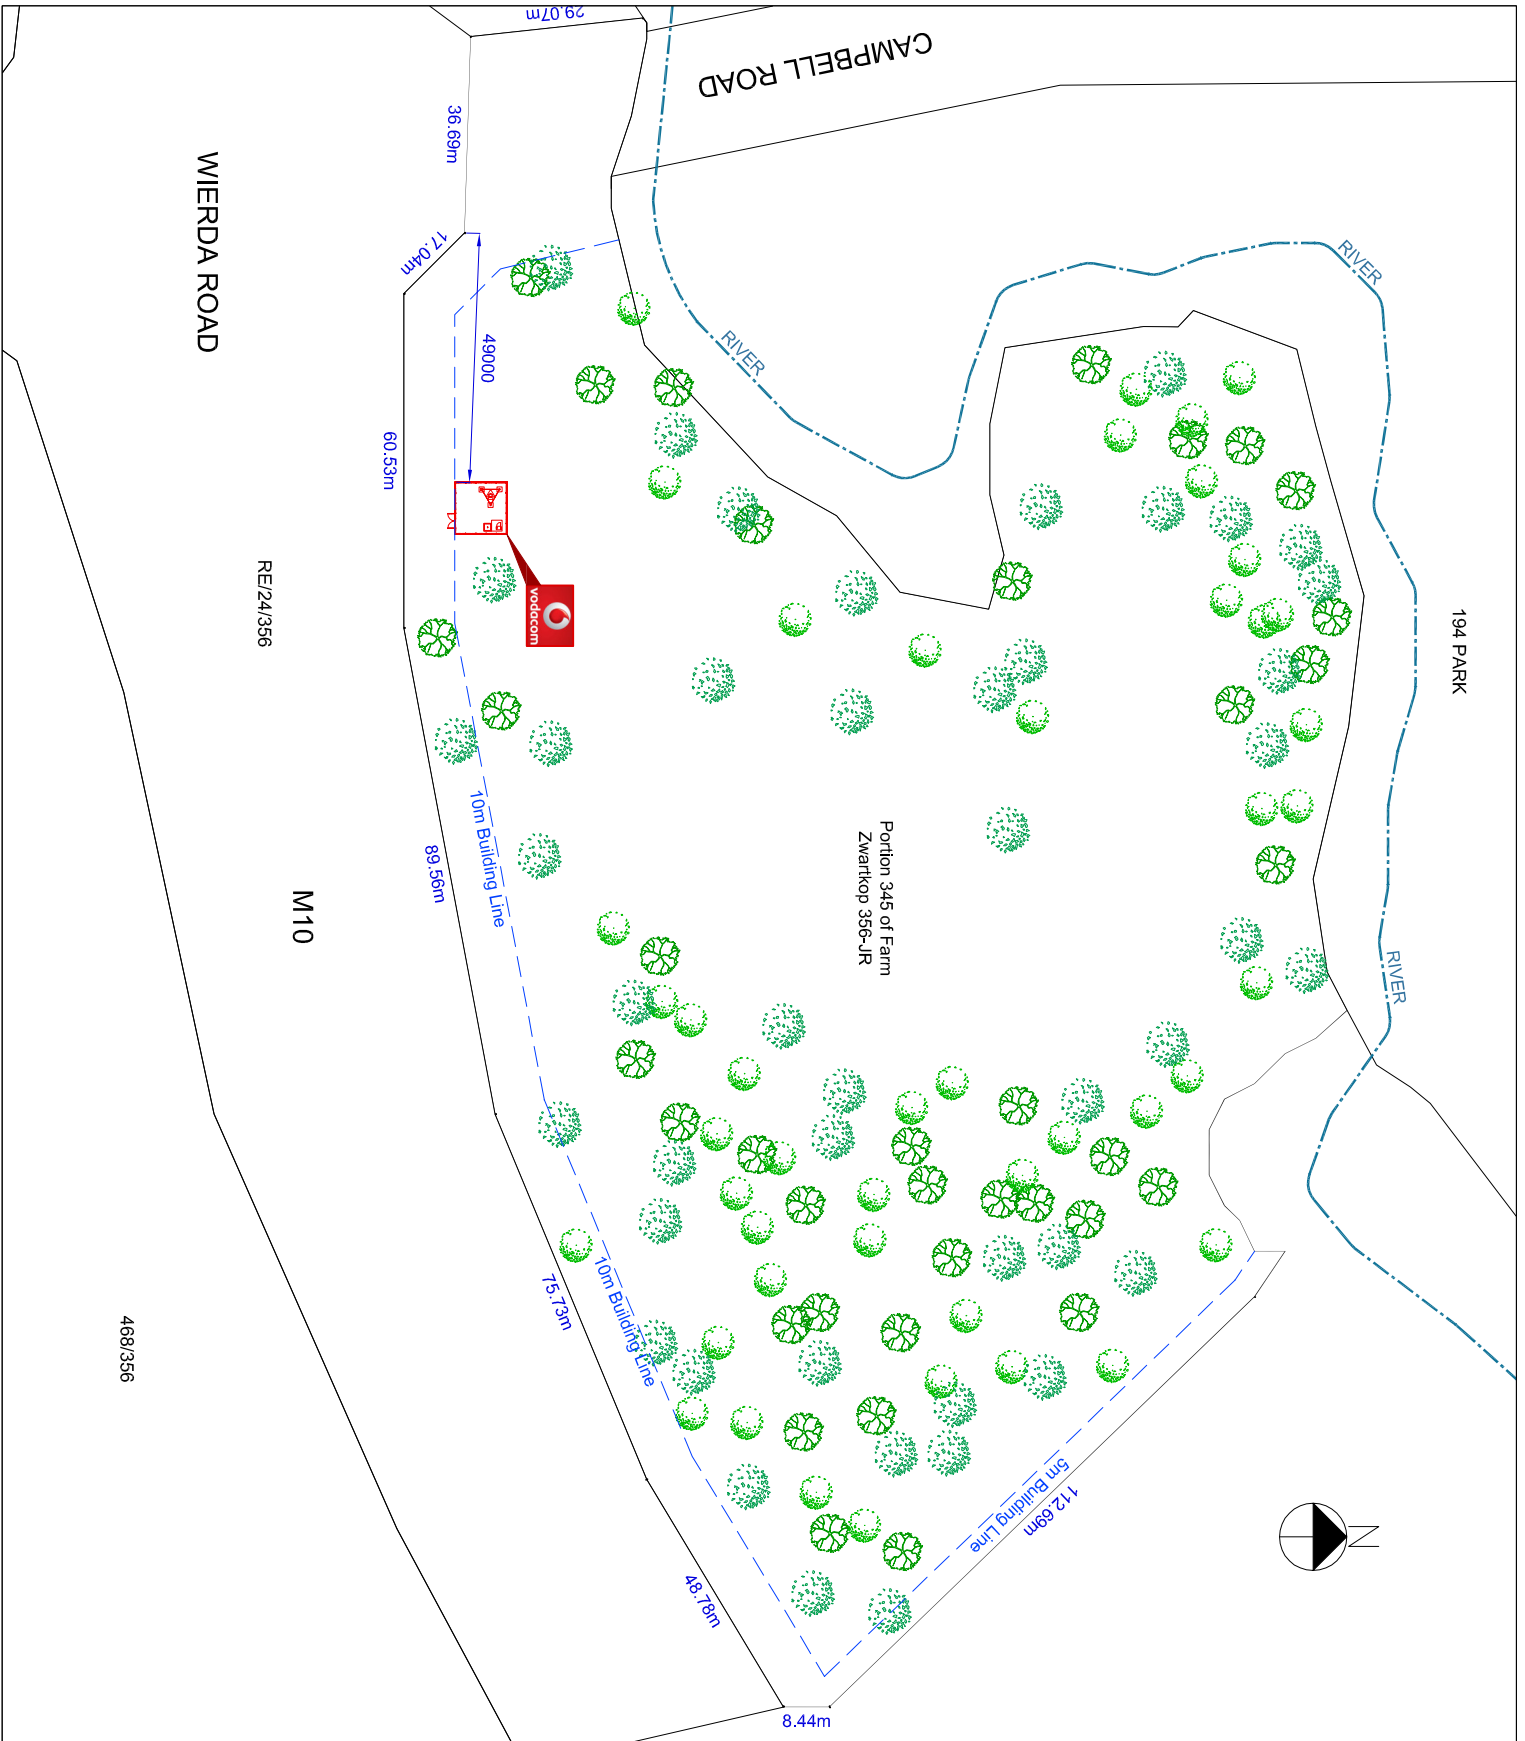 29.07m
CAMPBELL ROAD
36.69m
WIERDA ROAD
17.04m
RIVER
49000
RIVER
60.53m
vodacom
RE/24/356
194 PARK
10m Building Line
89.56m
Portion 345 of Farm
Zwartkop 356-JR
M10
RIVER
10m Building Line
75.73m
468/356
5m Building Line
112.69m
N
48.78m
8.44m